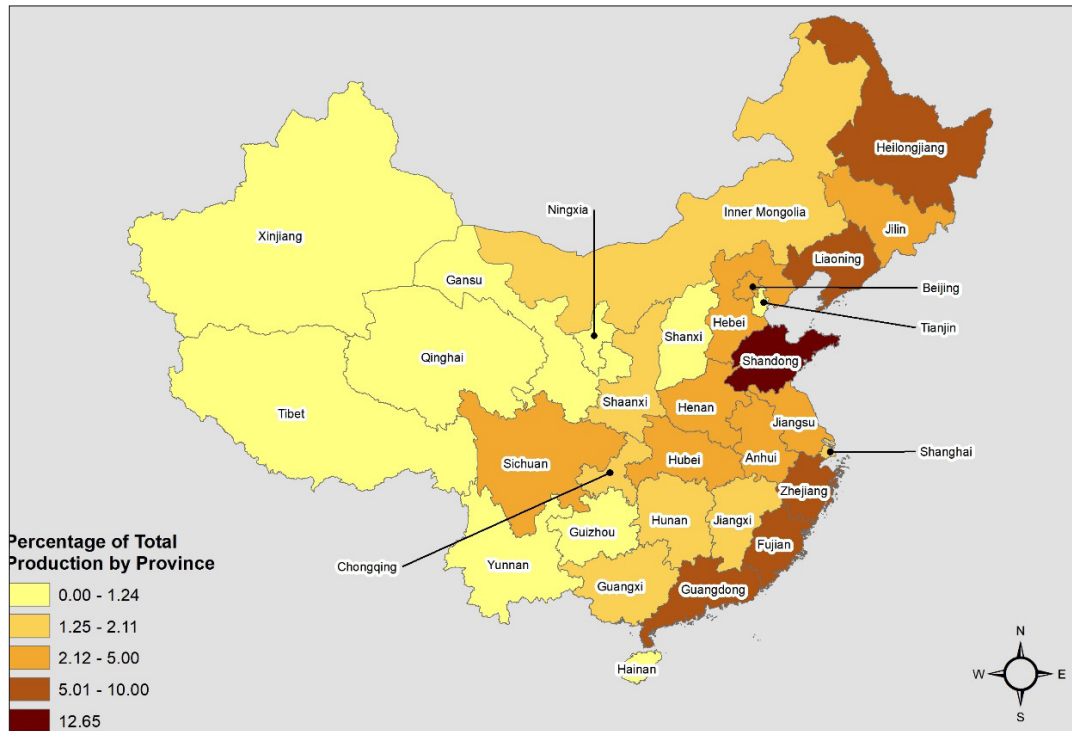 Heilongjiang
Ningxia
Inner Mongolia
Jilin
Xinjiang
Liaoning
Gansu
Beijing
Tianjin
Hebei
Shanxi
Qinghai
Shandong
Tibet
Shaanxi
Henan
Jiangsu
Shanghai
Sichuan
Hubei
Anhui
Zhejiang
Hunan
Jiangxi
Guizhou
Fujian
Chongqing
Yunnan
Guangxi
Guangdong
Hainan
Percentage of Total
Production by Province
0.00 - 1.24
1.25 - 2.11
2.12 - 5.00
5.01 - 10.00
12.65
N
W
E
S